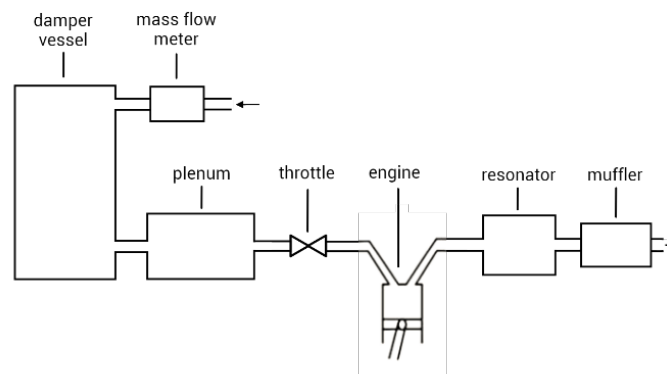 damper
vessel
mass flow
meter
plenum
throttle
engine
resonator
muffler